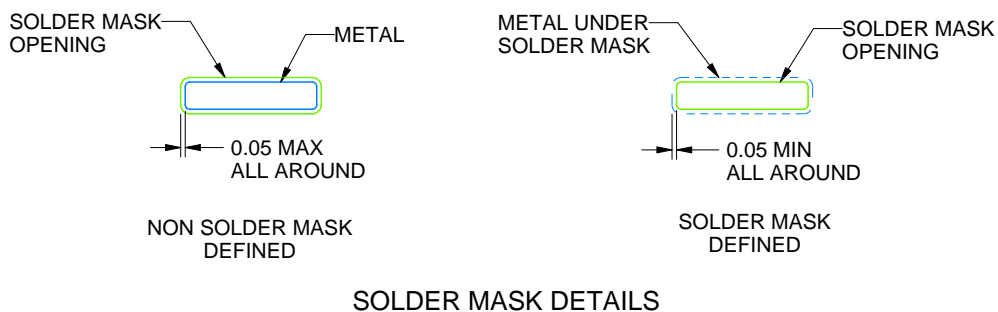 SOLDER MASK
OPENING
METAL
0.05 MAX
ALL AROUND
NON SOLDER MASK
DEFINED
METAL UNDER
SOLDER MASK
SOLDER MASK
OPENING
0.05 MIN
ALL AROUND
SOLDER MASK
DEFINED
SOLDER MASK DETAILS